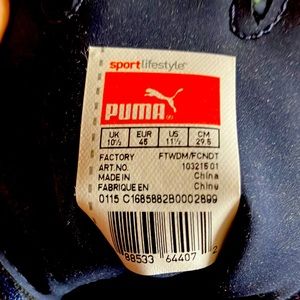 sportlifestyle®
PUMA®
UK EUR US CM
10½ 45 11½ 29.5
FACTORY FTWDM/FCNDT
ART.NO. 103215 01
MADE IN China
FABRIQUE EN Chine
0115 C1685882B0002899
88533 64407 2